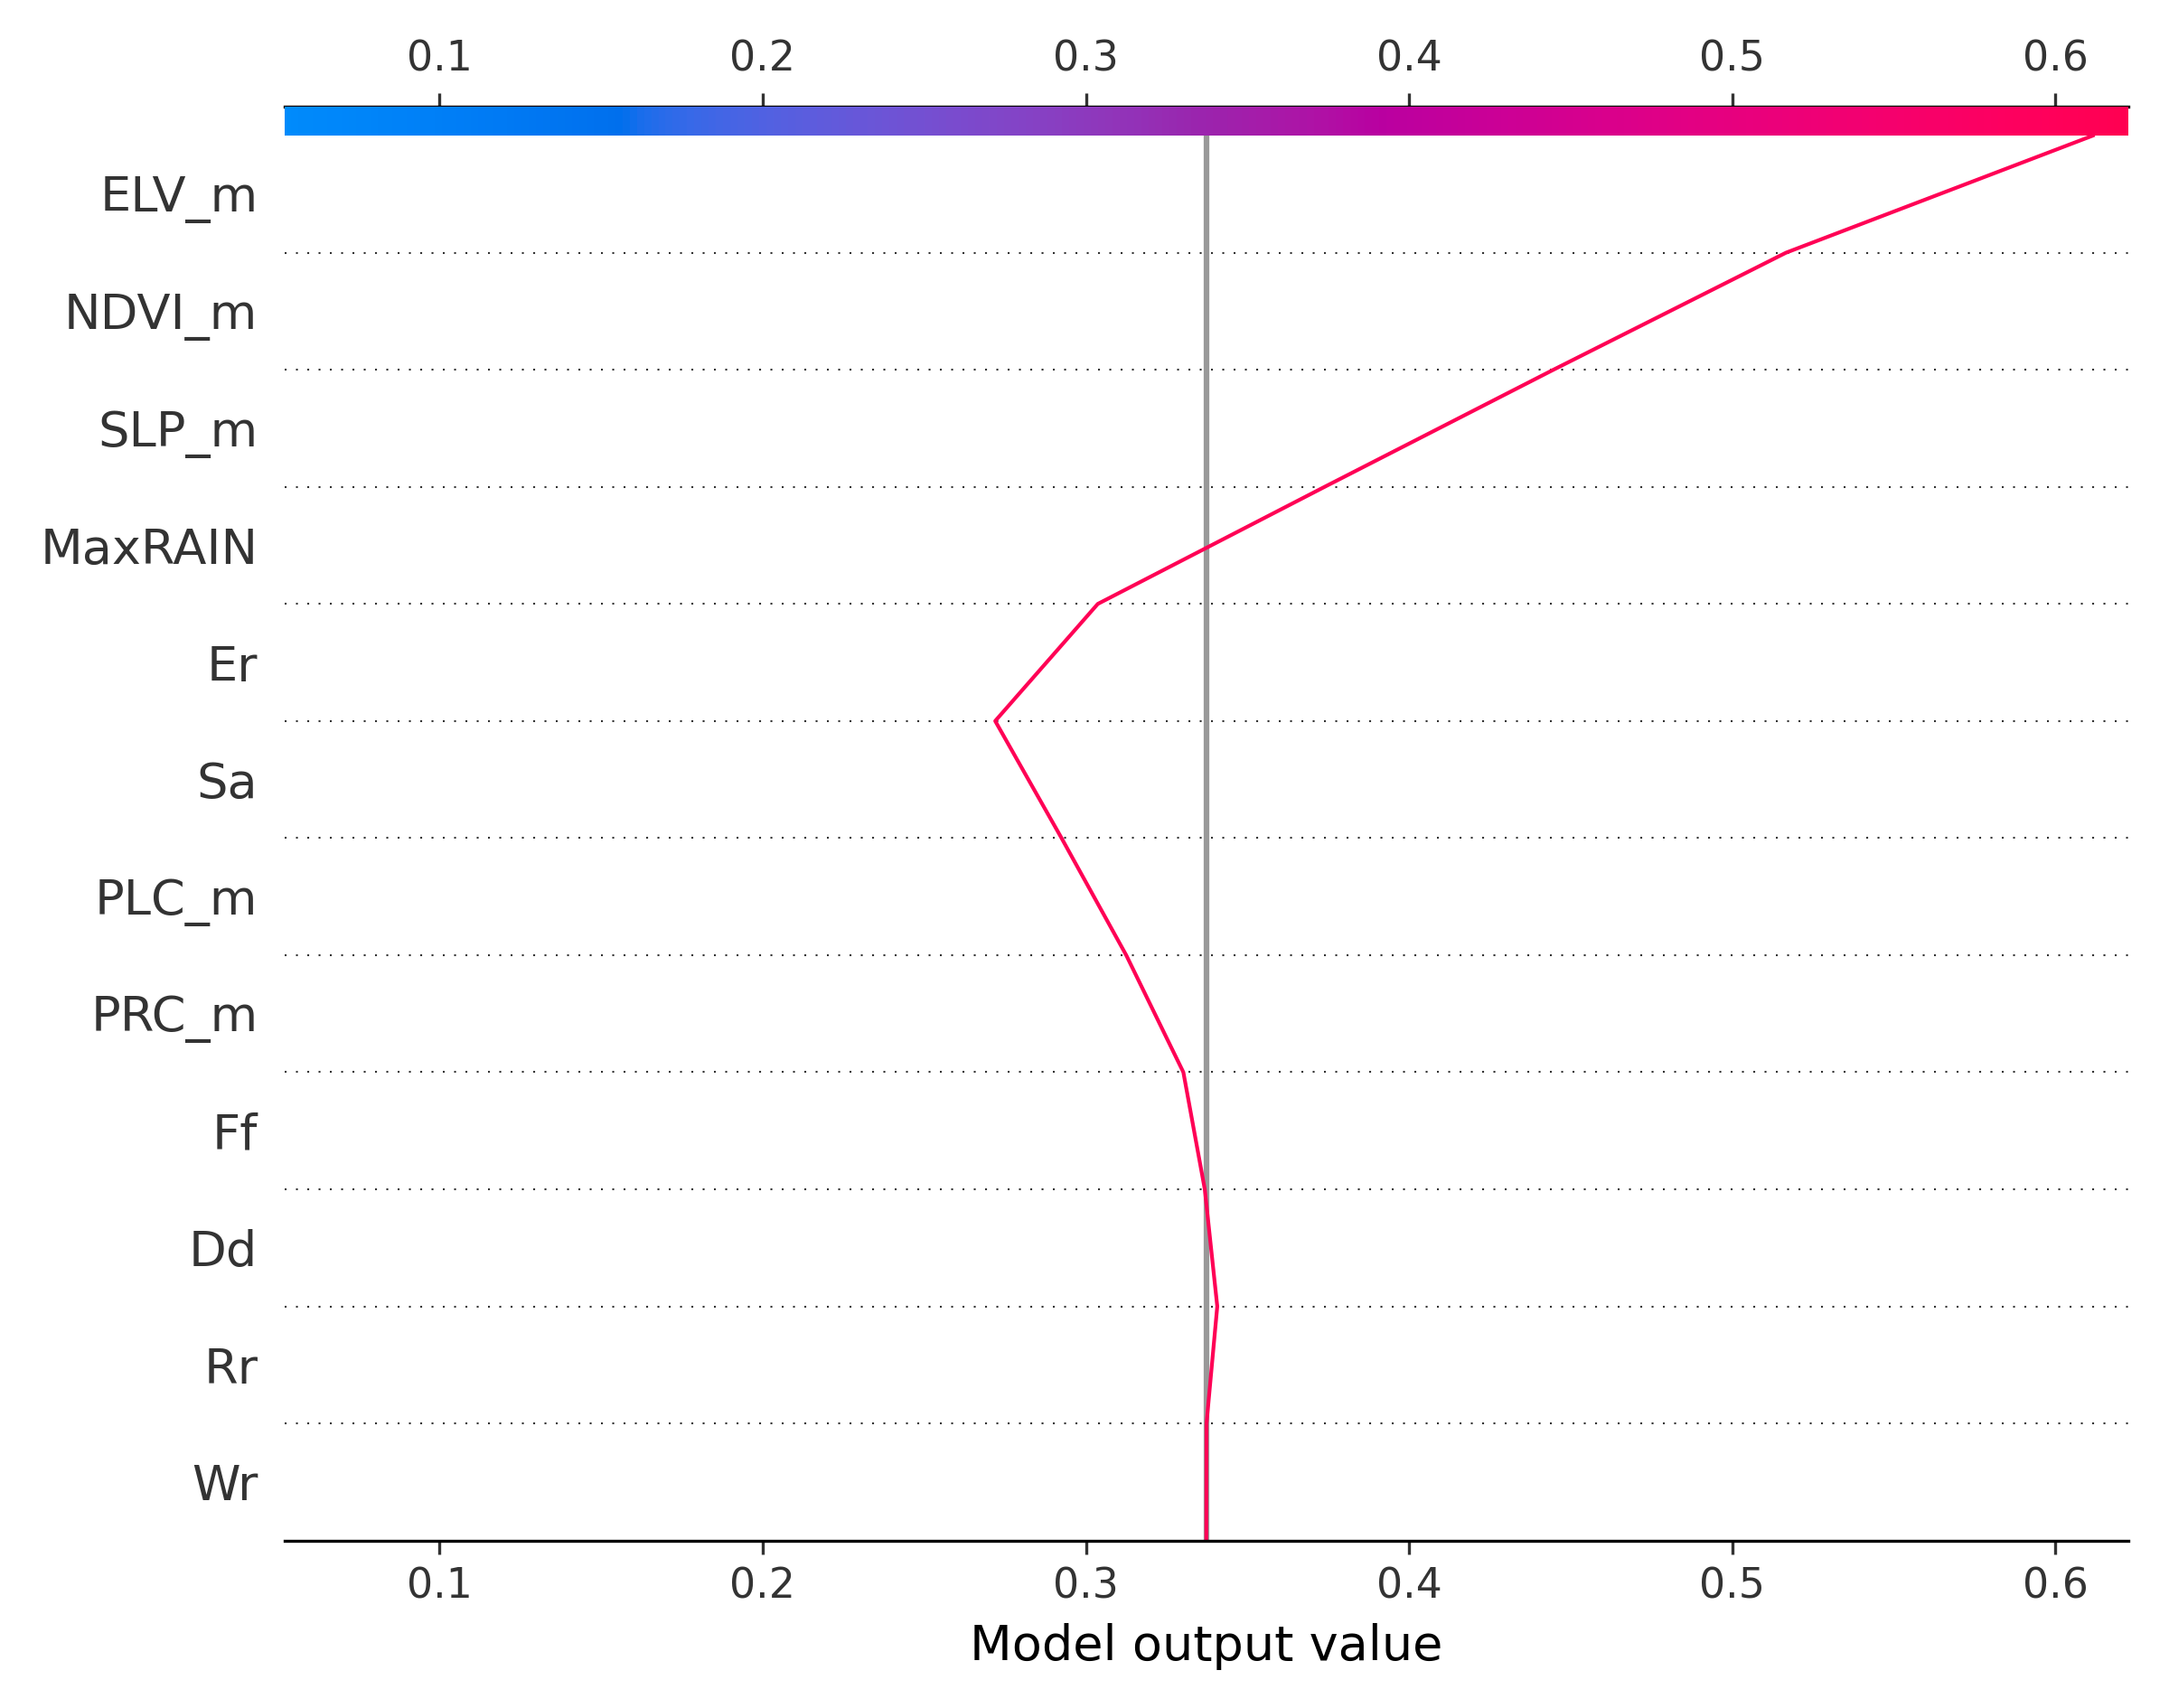 0.1 0.2 0.3 0.4 0.5 0.6
ELV_m
NDVI_m
SLP_m
MaxRAIN
Er
Sa
PLC_m
PRC_m
Ff
Dd
Rr
Wr
0.1 0.2 0.3 0.4 0.5 0.6
Model output value